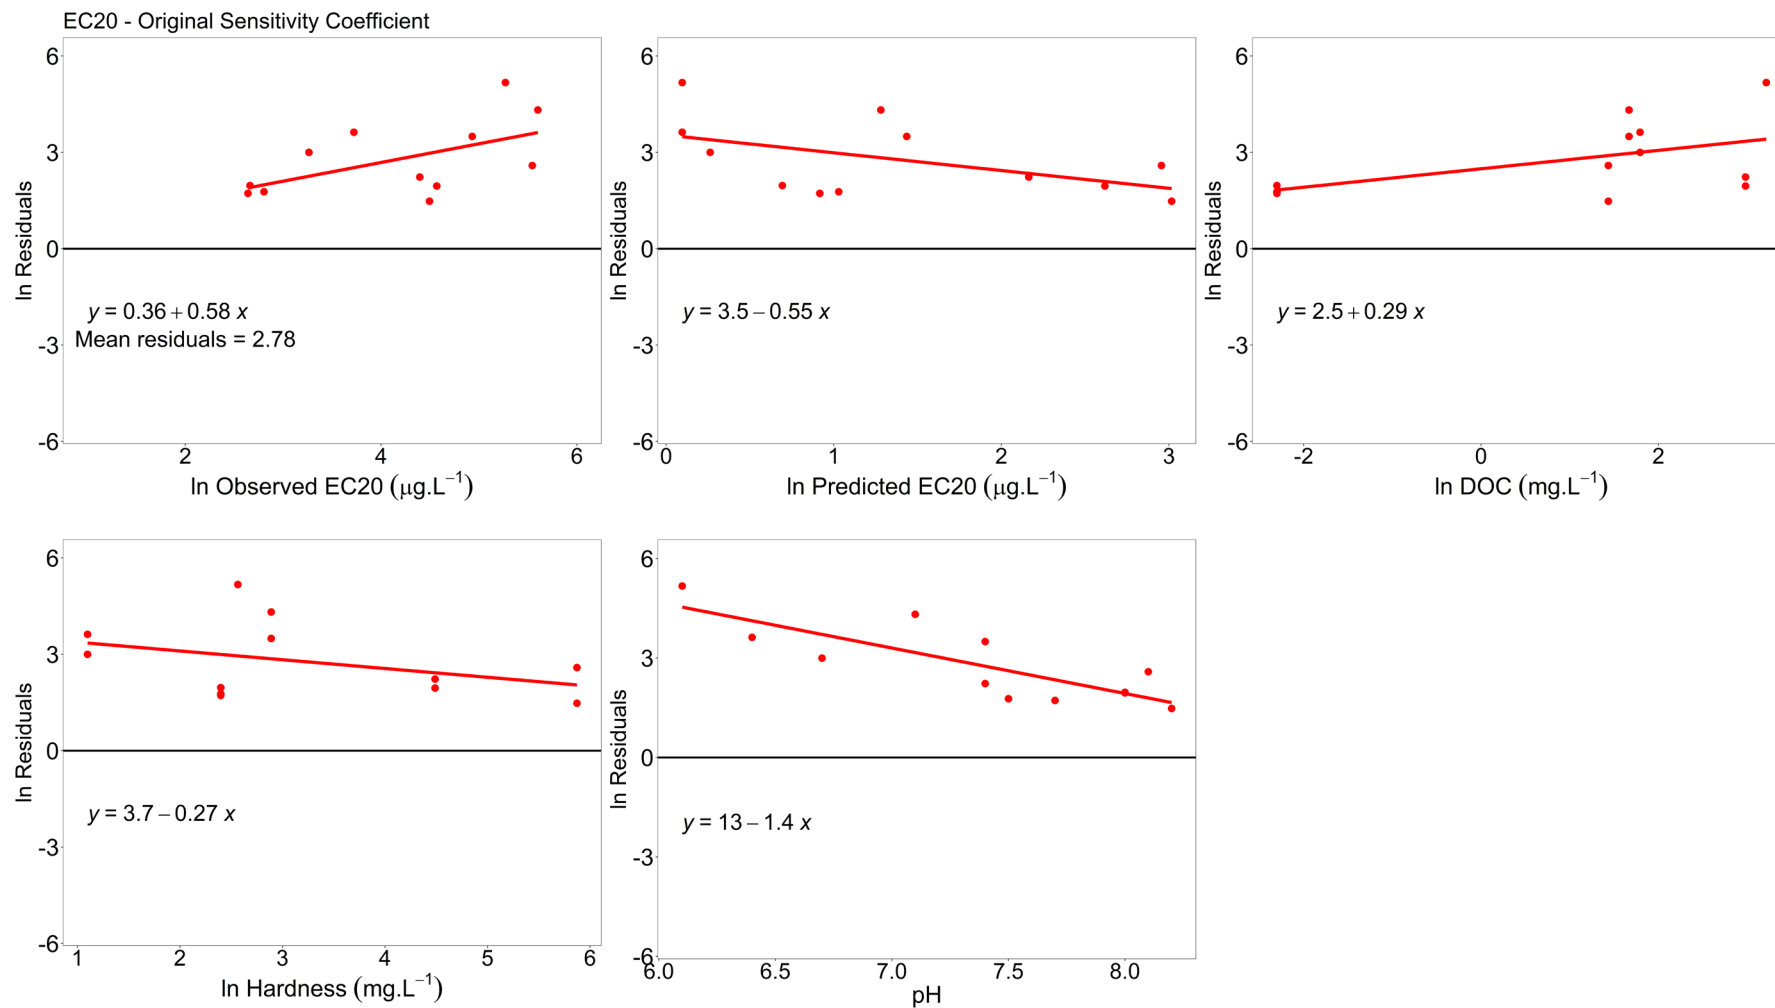 EC20 - Original Sensitivity Coefficient
6
3
0
-3
-6
ln Residuals
y = 0.36 + 0.58 x
Mean residuals = 2.78
2
4
6
ln Observed EC20 (μg.L⁻¹)
6
3
0
-3
-6
ln Residuals
y = 3.5 − 0.55 x
0
1
2
3
ln Predicted EC20 (μg.L⁻¹)
6
3
0
-3
-6
ln Residuals
y = 2.5 + 0.29 x
-2
0
2
ln DOC (mg.L⁻¹)
6
3
0
-3
-6
ln Residuals
y = 3.7 − 0.27 x
1
2
3
4
5
6
ln Hardness (mg.L⁻¹)
6
3
0
-3
-6
ln Residuals
y = 13 − 1.4 x
6.0
6.5
7.0
7.5
8.0
pH